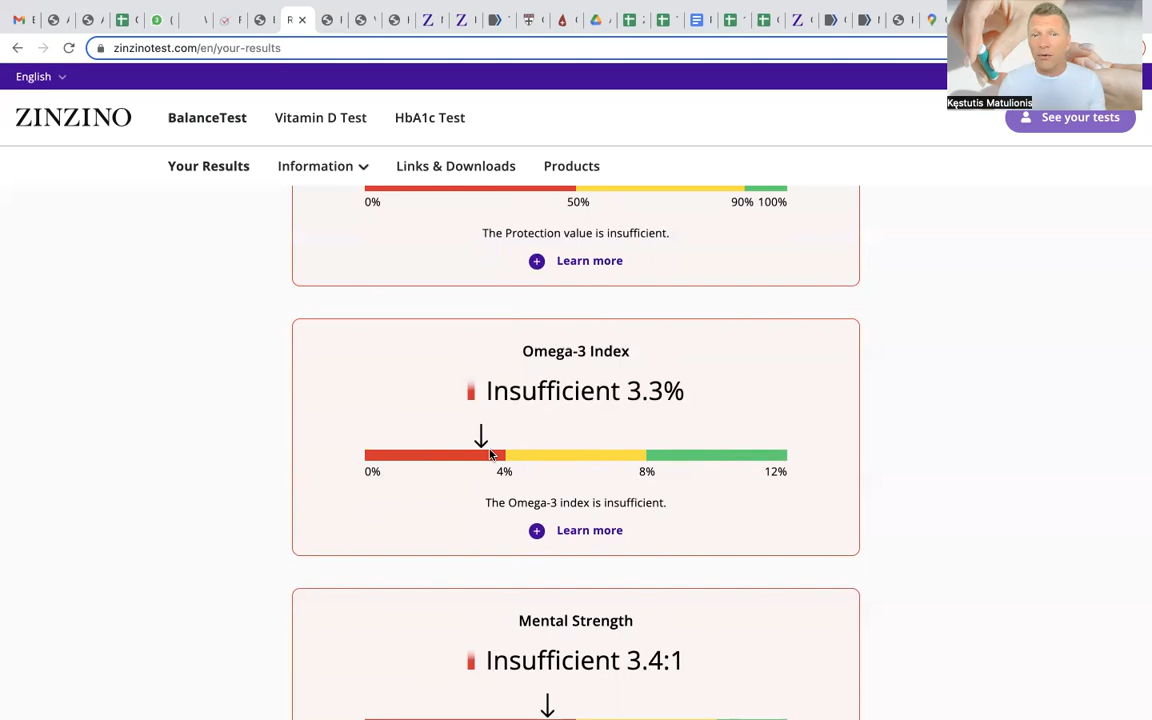 zinzinotest.com/en/your-results
Kęstutis Matulionis
English
ZINZINO BalanceTest Vitamin D Test HbA1c Test See your tests
Your Results Information Links & Downloads Products
0% 50% 90% 100%
The Protection value is insufficient.
Learn more
Omega-3 Index
Insufficient 3.3%
0% 4% 8% 12%
The Omega-3 index is insufficient.
Learn more
Mental Strength
Insufficient 3.4:1